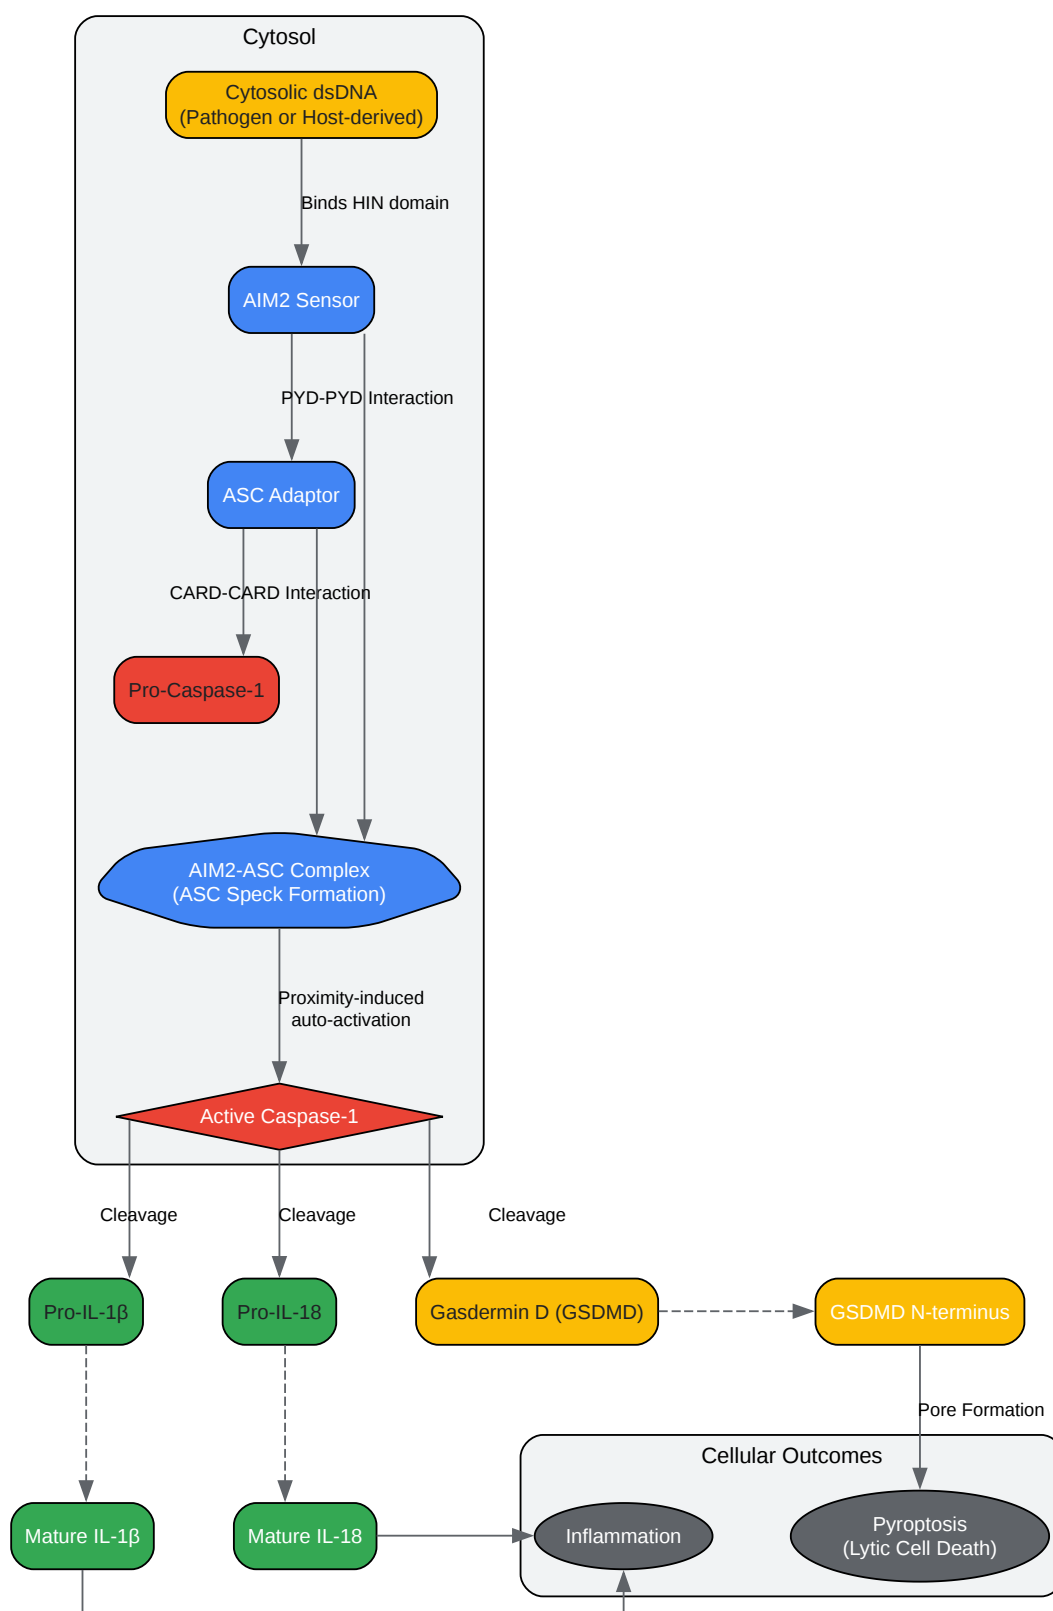 Cytosol
Cytosolic dsDNA
(Pathogen or Host-derived)
Binds HIN domain
AIM2 Sensor
PYD-PYD Interaction
ASC Adaptor
CARD-CARD Interaction
Pro-Caspase-1
AIM2-ASC Complex
(ASC Speck Formation)
Proximity-induced
auto-activation
Active Caspase-1
Cleavage
Cleavage
Cleavage
Pro-IL-1β
Pro-IL-18
Gasdermin D (GSDMD)
GSDMD N-terminus
Pore Formation
Cellular Outcomes
Mature IL-1β
Mature IL-18
Inflammation
Pyroptosis
(Lytic Cell Death)